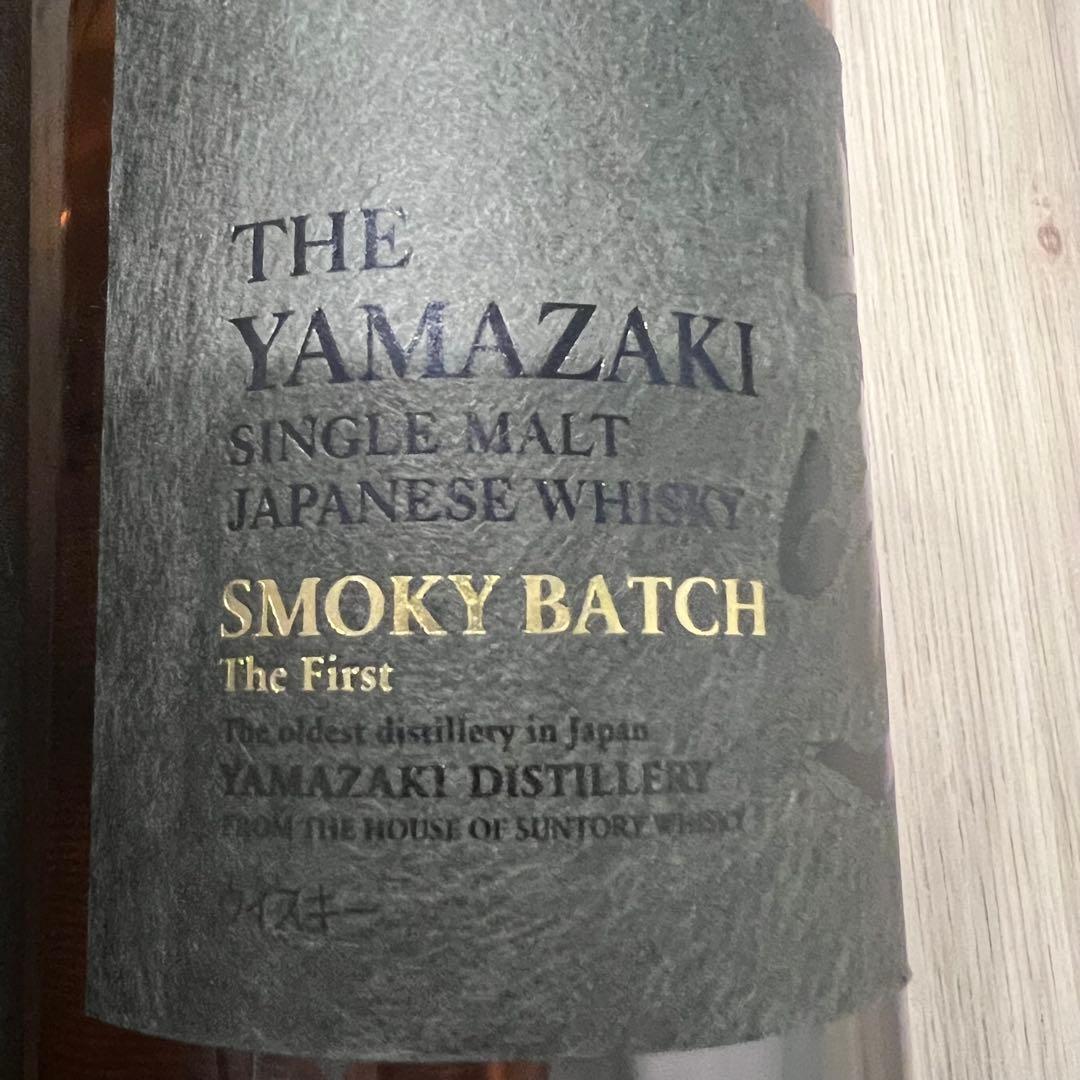 THE
YAMAZAKI
SINGLE MALT
JAPANESE WHISKY
SMOKY BATCH
The First
The oldest distillery in Japan
YAMAZAKI DISTILLERY
FROM THE HOUSE OF SUNTORY WHISKY
ウイスキー